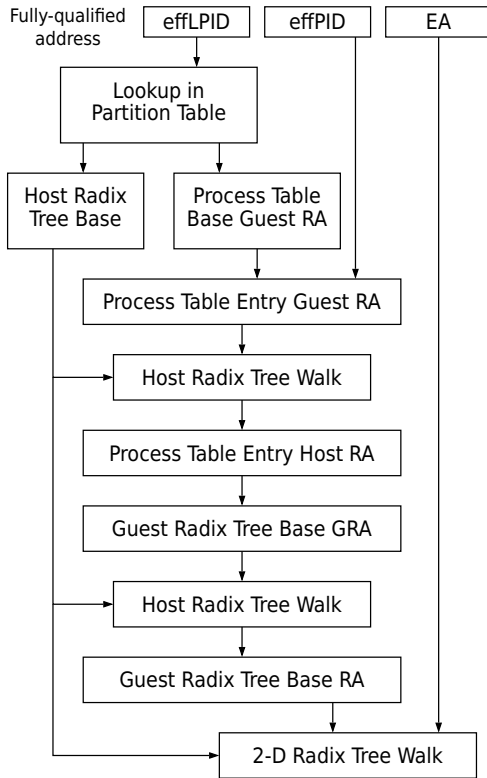 Fully-qualified
address
effLPID
effPID
EA
Lookup in
Partition Table
Host Radix
Tree Base
Process Table
Base Guest RA
Process Table Entry Guest RA
Host Radix Tree Walk
Process Table Entry Host RA
Guest Radix Tree Base GRA
Host Radix Tree Walk
Guest Radix Tree Base RA
2-D Radix Tree Walk